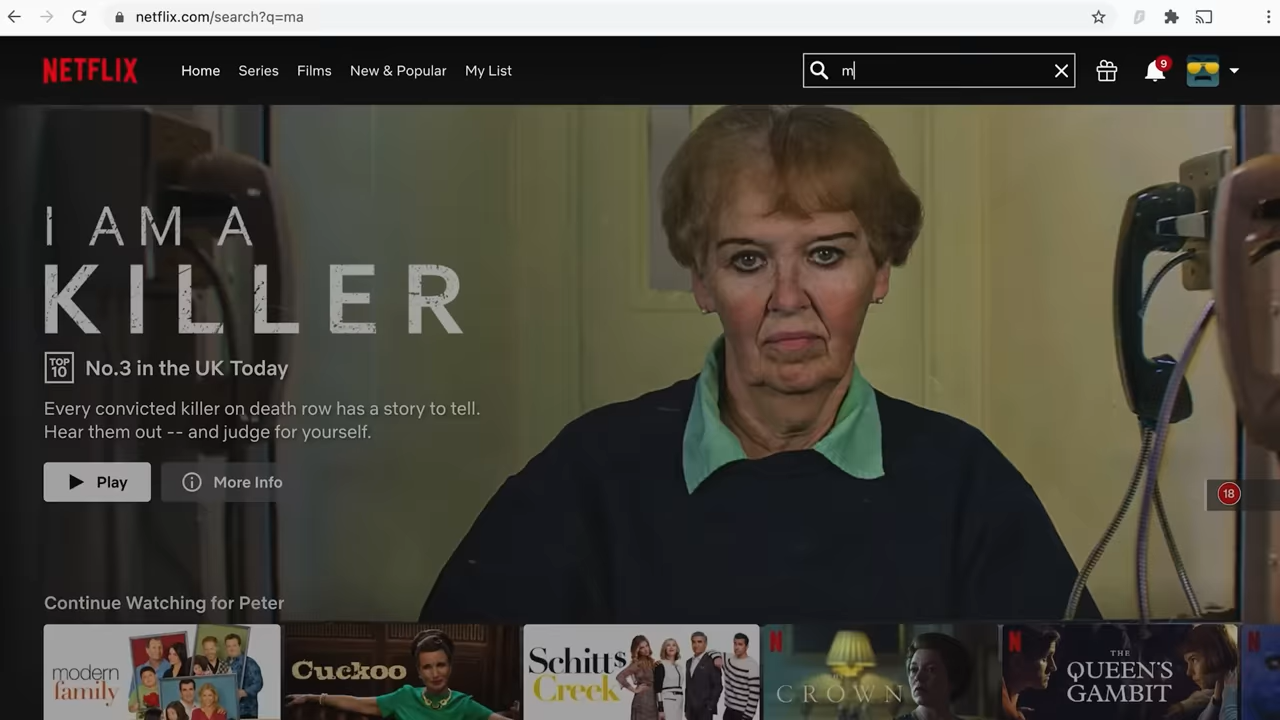 netflix.com/search?q=ma
NETFLIX
Home Series Films New & Popular My List
m
9
I AM A
KILLER
TOP 10 No.3 in the UK Today
Every convicted killer on death row has a story to tell.
Hear them out -- and judge for yourself.
Play More Info
18
Continue Watching for Peter
modern family
Cuckoo
Schitt's Creek
N
CROWN
N
THE QUEEN'S GAMBIT